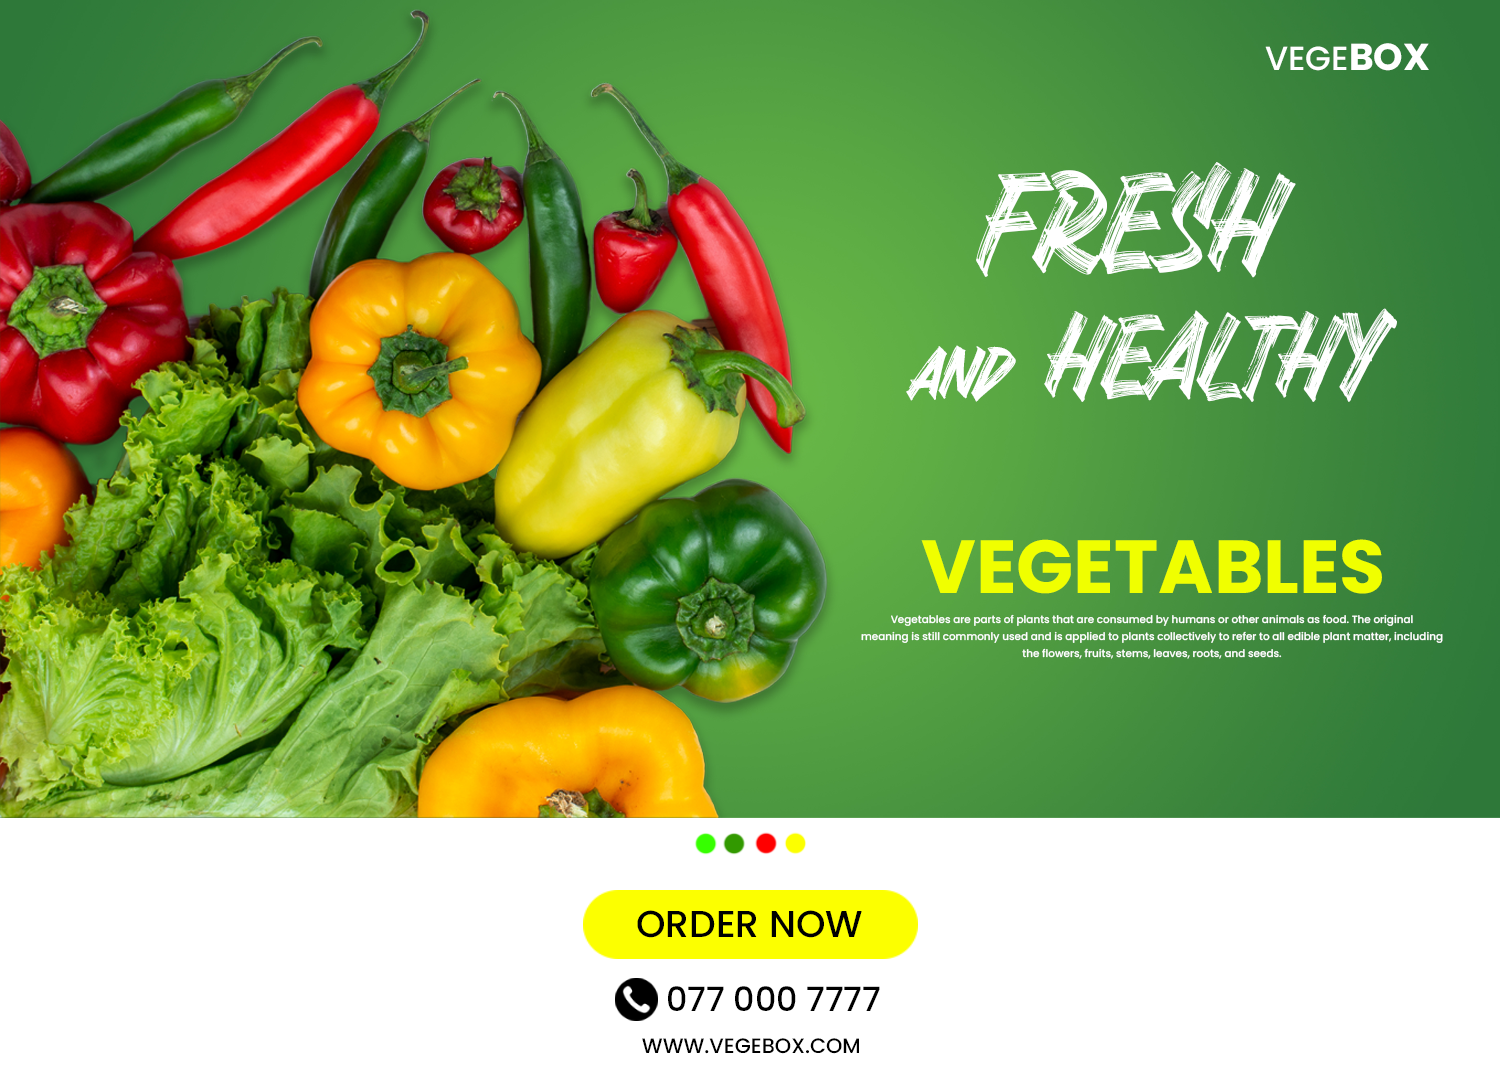 VEGEBOX
FRESH
AND HEALTHY
VEGETABLES
Vegetables are parts of plants that are consumed by humans or other animals as food. The original
meaning is still commonly used and is applied to plants collectively to refer to all edible plant matter, including
the flowers, fruits, stems, leaves, roots, and seeds.
ORDER NOW
077 000 7777
WWW.VEGEBOX.COM